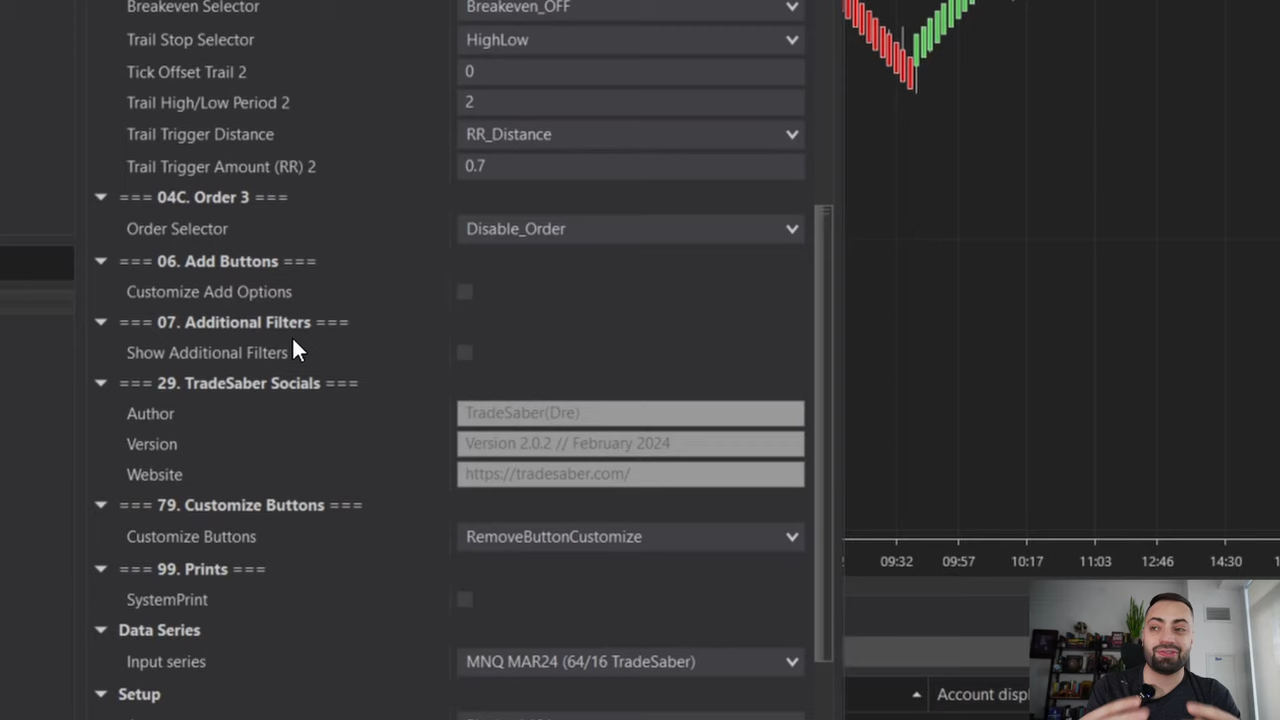 Breakeven Selector Breakeven_OFF
Trail Stop Selector HighLow
Tick Offset Trail 2 0
Trail High/Low Period 2 2
Trail Trigger Distance RR_Distance
Trail Trigger Amount (RR) 2 0.7
=== 04C. Order 3 ===
Order Selector Disable_Order
=== 06. Add Buttons ===
Customize Add Options
=== 07. Additional Filters ===
Show Additional Filters
=== 29. TradeSaber Socials ===
Author TradeSaber(Dre)
Version Version 2.0.2 // February 2024
Website https://tradesaber.com/
=== 79. Customize Buttons ===
Customize Buttons RemoveButtonCustomize
=== 99. Prints ===
SystemPrint
Data Series
Input series MNQ MAR24 (64/16 TradeSaber)
Setup
09:32 09:57 10:17 11:03 12:46 14:30
Account disp